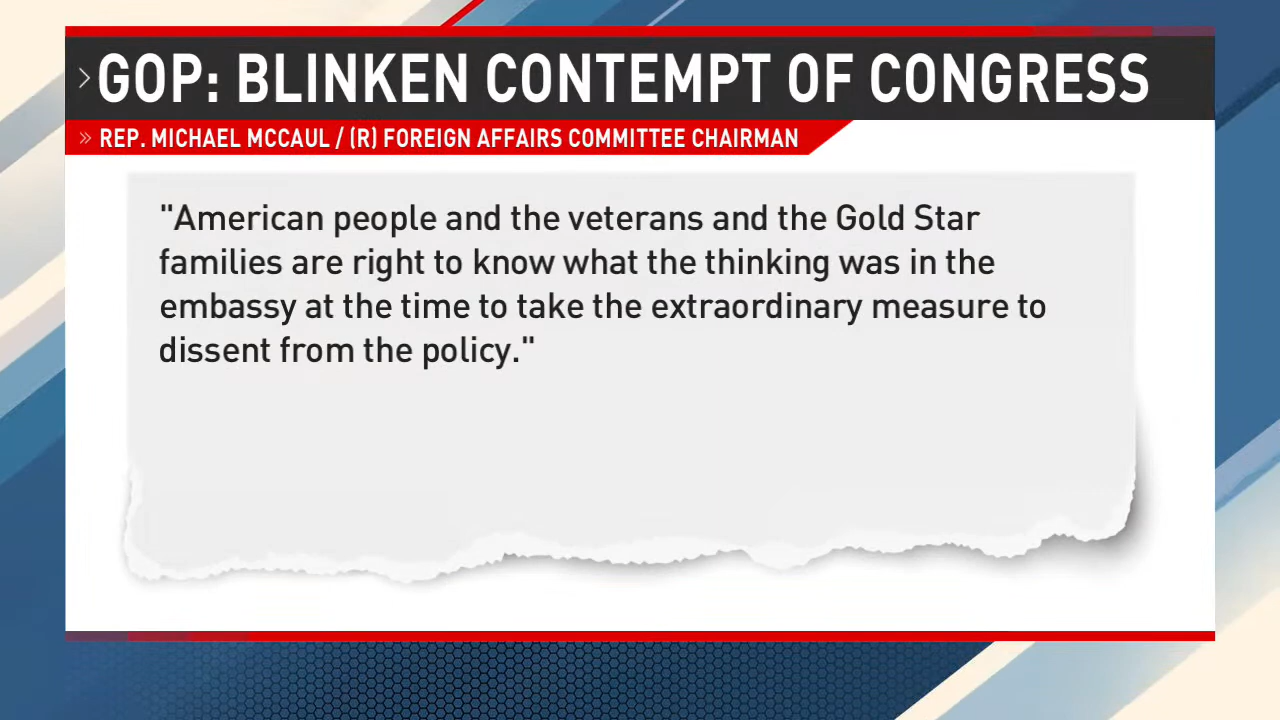 GOP: BLINKEN CONTEMPT OF CONGRESS
REP. MICHAEL MCCAUL / (R) FOREIGN AFFAIRS COMMITTEE CHAIRMAN
"American people and the veterans and the Gold Star
families are right to know what the thinking was in the
embassy at the time to take the extraordinary measure to
dissent from the policy."